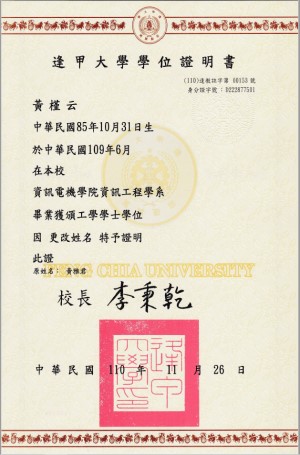 逢甲大學學位證明書
(110)逢教註字第 00153 號
身分證字號：D222877501
黃槿云
中華民國85年10月31日生
於中華民國109年6月
在本校
資訊電機學院資訊工程學系
畢業獲頒工學學士學位
因 更改姓名 特予證明
此證
原姓名：黃雅君
FENG CHIA UNIVERSITY
校長 李秉乾
逢甲大學印
中華民國 110 年 11 月 26 日